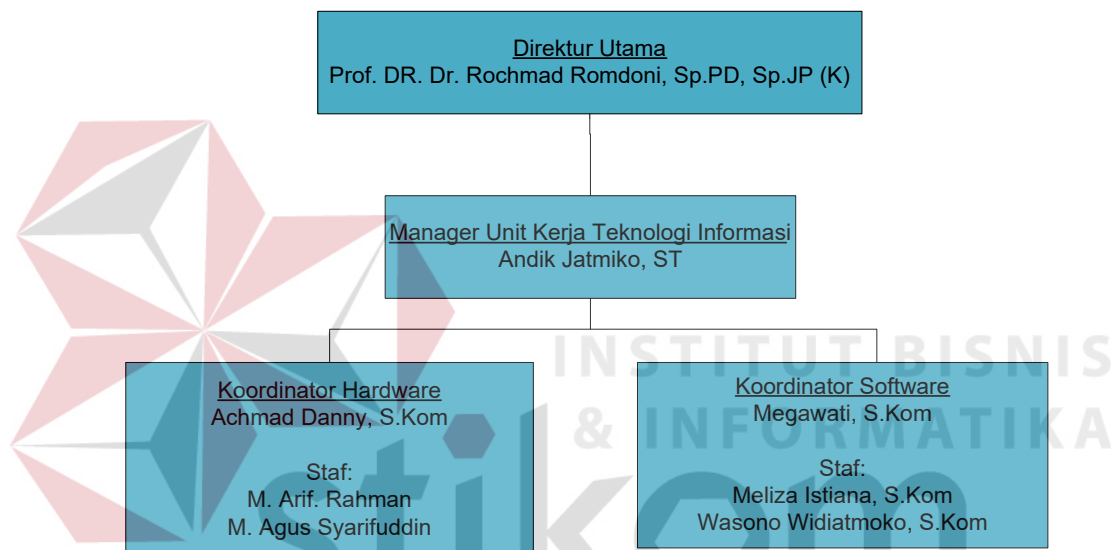 Direktur Utama
Prof. DR. Dr. Rochmad Romdoni, Sp.PD, Sp.JP (K)
Manager Unit Kerja Teknologi Informasi
Andik Jatmiko, ST
Koordinator Hardware
Achmad Danny, S.Kom
Staf:
M. Arif. Rahman
M. Agus Syarifuddin
Koordinator Software
Megawati, S.Kom
Staf:
Meliza Istiana, S.Kom
Wasono Widiatmoko, S.Kom
INSTITUT BISNIS
& INFORMATIKA
stikom